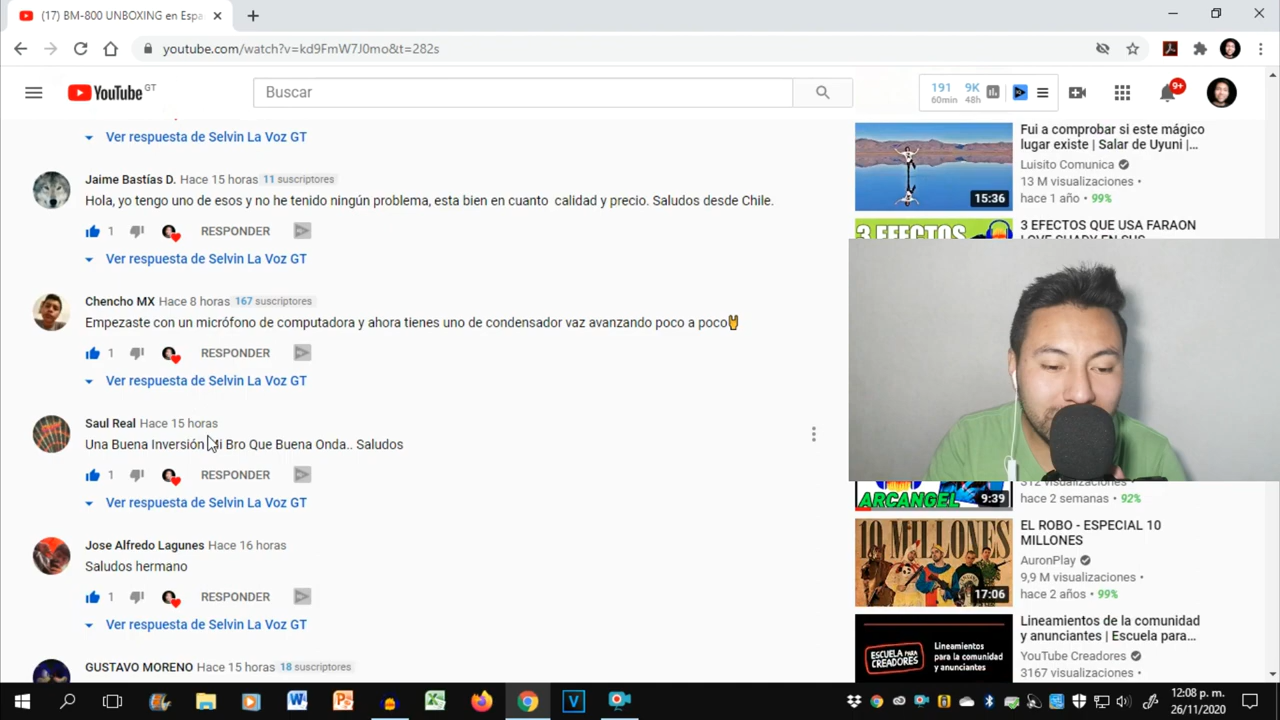 (17) BM-800 UNBOXING en Espa
youtube.com/watch?v=kd9FmW7J0mo&t=282s
YouTube GT
Buscar
191 9K
60min 48h
9+
Ver respuesta de Selvin La Voz GT
Jaime Bastías D. Hace 15 horas 11 suscriptores
Hola, yo tengo uno de esos y no he tenido ningún problema, esta bien en cuanto calidad y precio. Saludos desde Chile.
1 RESPONDER
Ver respuesta de Selvin La Voz GT
Chencho MX Hace 8 horas 167 suscriptores
Empezaste con un micrófono de computadora y ahora tienes uno de condensador vaz avanzando poco a poco🤘
1 RESPONDER
Ver respuesta de Selvin La Voz GT
Saul Real Hace 15 horas
Una Buena Inversión Mi Bro Que Buena Onda.. Saludos
1 RESPONDER
Ver respuesta de Selvin La Voz GT
Jose Alfredo Lagunes Hace 16 horas
Saludos hermano
1 RESPONDER
Ver respuesta de Selvin La Voz GT
GUSTAVO MORENO Hace 15 horas 18 suscriptores
15:36
Fui a comprobar si este mágico
lugar existe | Salar de Uyuni |...
Luisito Comunica
13 M visualizaciones •
hace 1 año • 99%
3 EFECTOS
3 EFECTOS QUE USA FARAON
LOVE SHADY EN SUS
ARCANGEL
9:39
312 visualizaciones •
hace 2 semanas • 92%
10 MILLONES
17:06
EL ROBO - ESPECIAL 10
MILLONES
AuronPlay
9,9 M visualizaciones •
hace 2 años • 99%
ESCUELA PARA
CREADORES
Lineamientos
para la comunidad
y anunciantes
Lineamientos de la comunidad
y anunciantes | Escuela para...
YouTube Creadores
3167 visualizaciones •
12:08 p. m.
26/11/2020